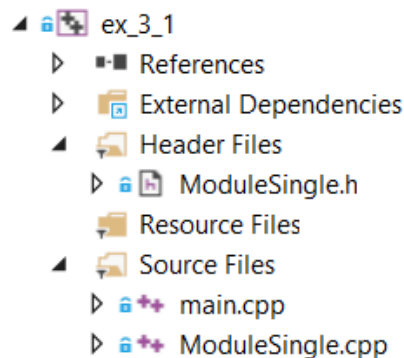 ex_3_1
References
External Dependencies
Header Files
ModuleSingle.h
Resource Files
Source Files
main.cpp
ModuleSingle.cpp